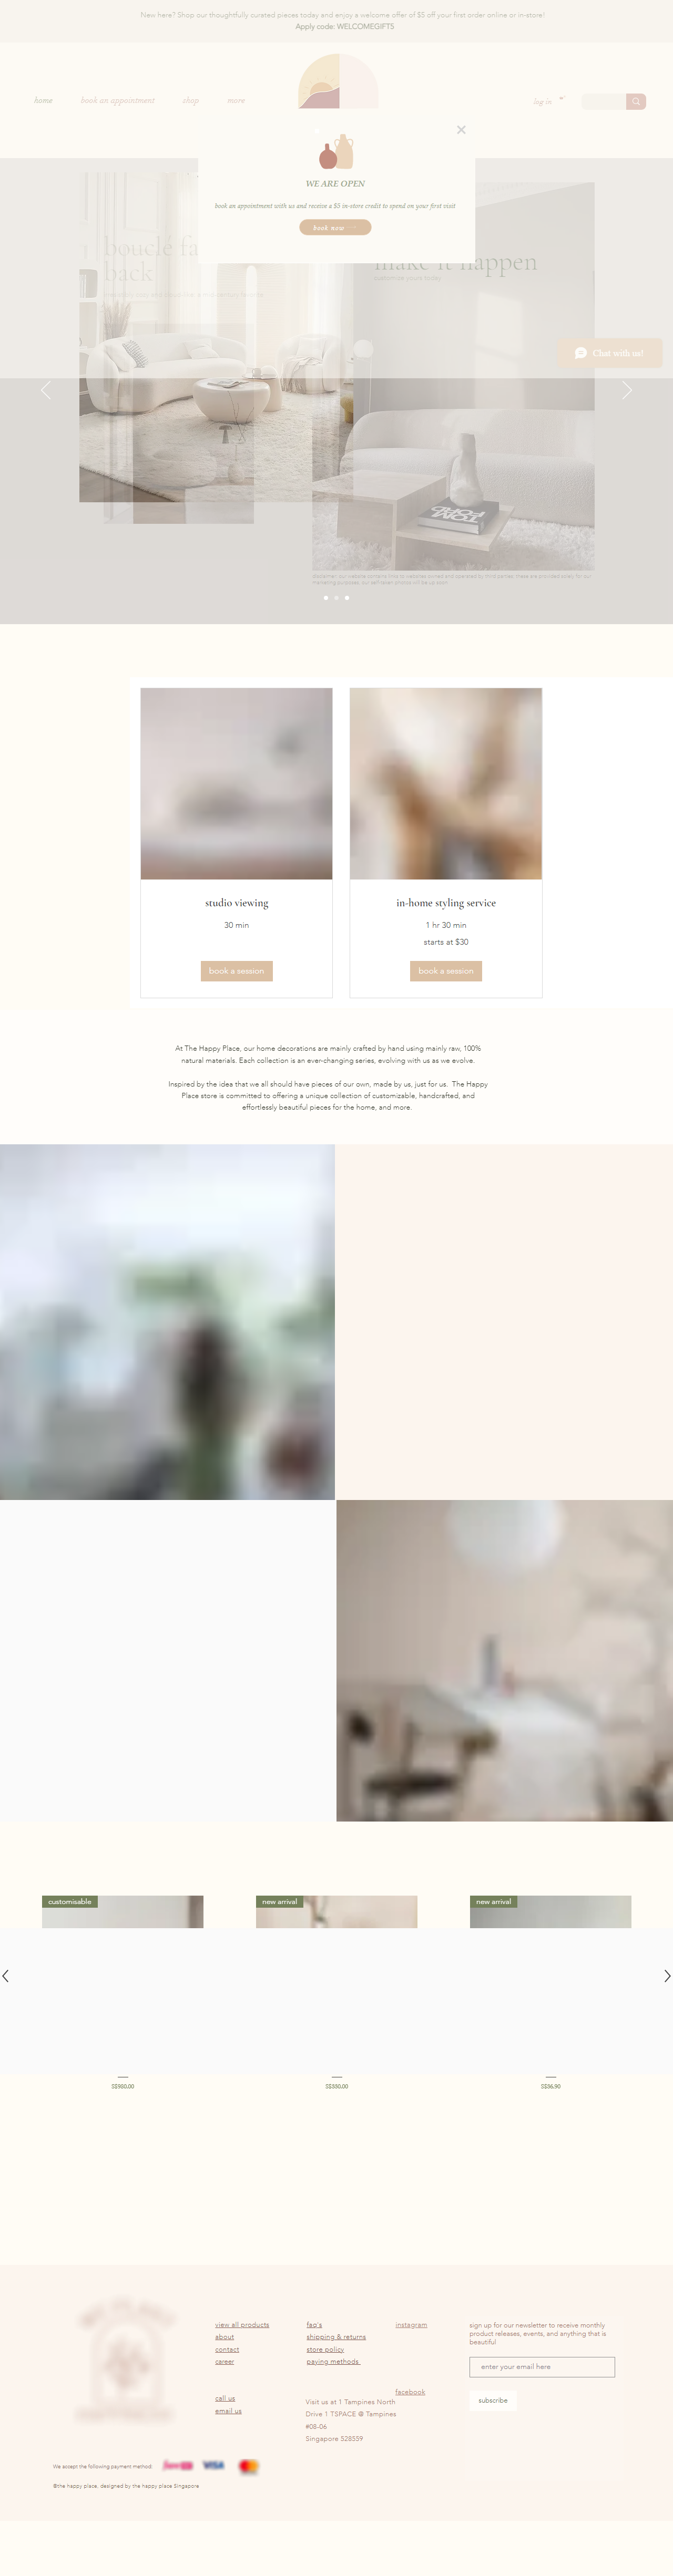 New here? Shop our thoughtfully curated pieces today and enjoy a welcome offer of $5 off your first order online or in-store!
Apply code: WELCOMEGIFTS
home
book an appointment
shop
more
log in
WE ARE OPEN
book an appointment with us and receive a $5 in-store credit to spend on your first visit
book now
bouclé fa
back
make it happen
customise yours today
Chat with us!
TOM
FORD
studio viewing
30 min
book a session
in-home styling service
1 hr 30 min
starts at $30
book a session
At The Happy Place, our home decorations are mainly crafted by hand using mainly raw, 100%
natural materials. Each collection is an ever-changing series, evolving with us as we evolve.
Inspired by the idea that we all should have pieces of our own, made by us, just for us. The Happy
Place store is committed to offering a unique collection of customizable, handcrafted, and
effortlessly beautiful pieces for the home, and more.
customisable
new arrival
new arrival
S$980.00
S$330.00
S$36.90
view all products
about
contact
career
call us
email us
faq's
shipping & returns
store policy
paying methods
Visit us at 1 Tampines North
Drive 1 TSPACE @ Tampines
#08-06
Singapore 528559
instagram
facebook
sign up for our newsletter to receive monthly
product releases, events, and anything that is
beautiful
enter your email here
subscribe
We accept the following payment method:
VISA
©the happy place, designed by the happy place Singapore